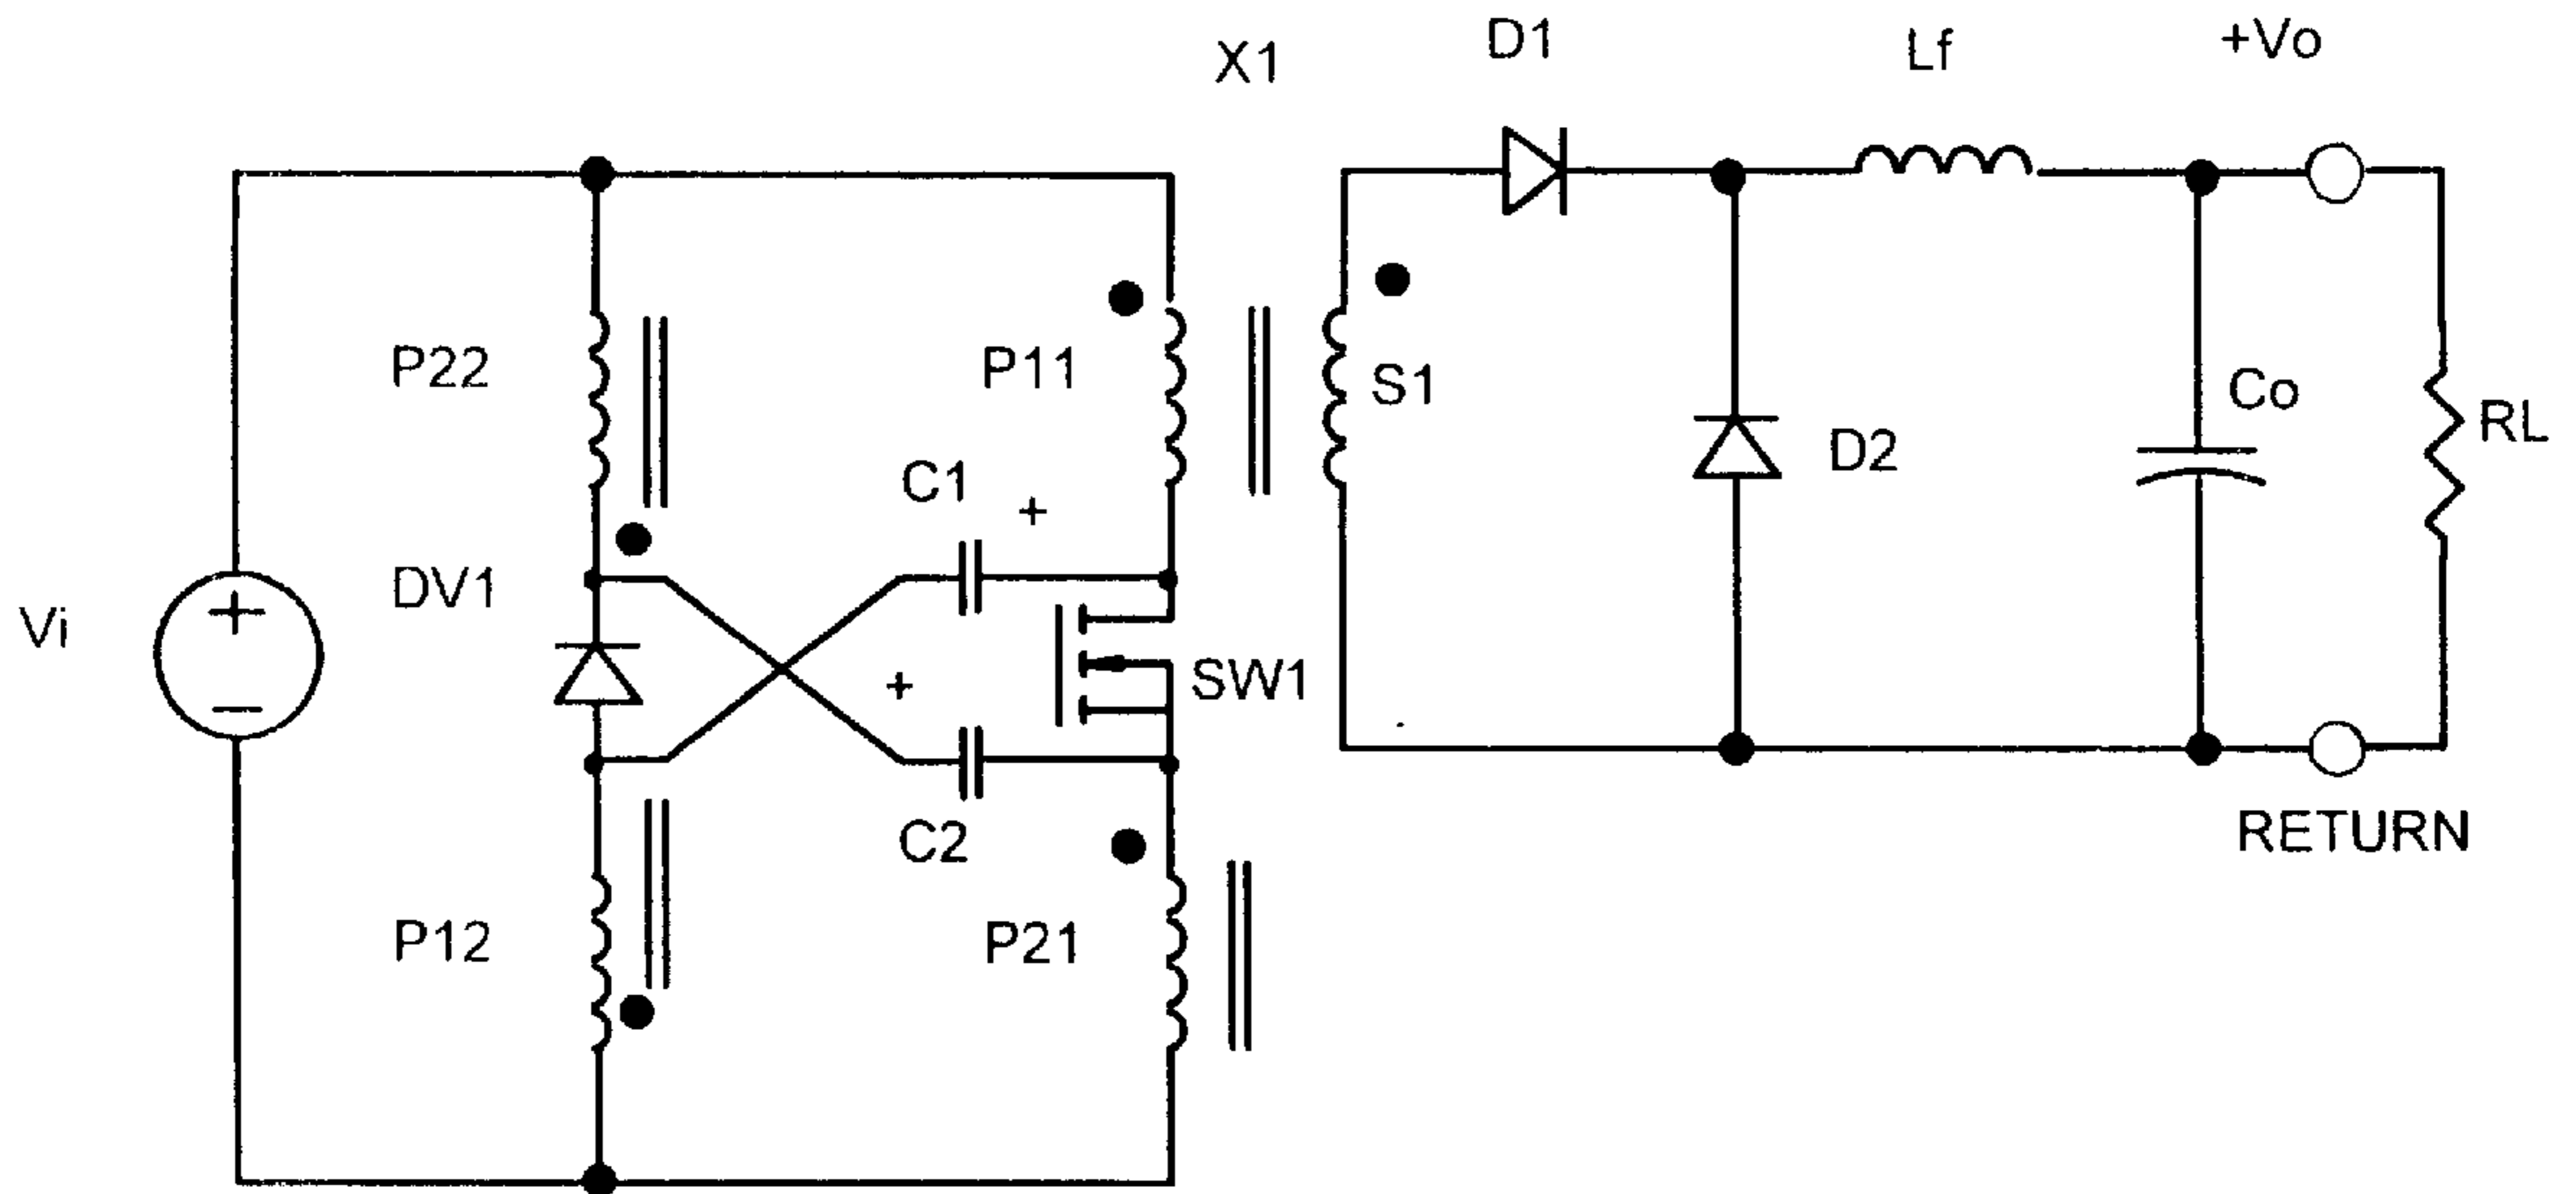 X1
D1
Lf
+Vo
P22
P11
S1
Co
RL
D2
C1
+
DV1
Vi
+
−
+
SW1
C2
RETURN
P12
P21